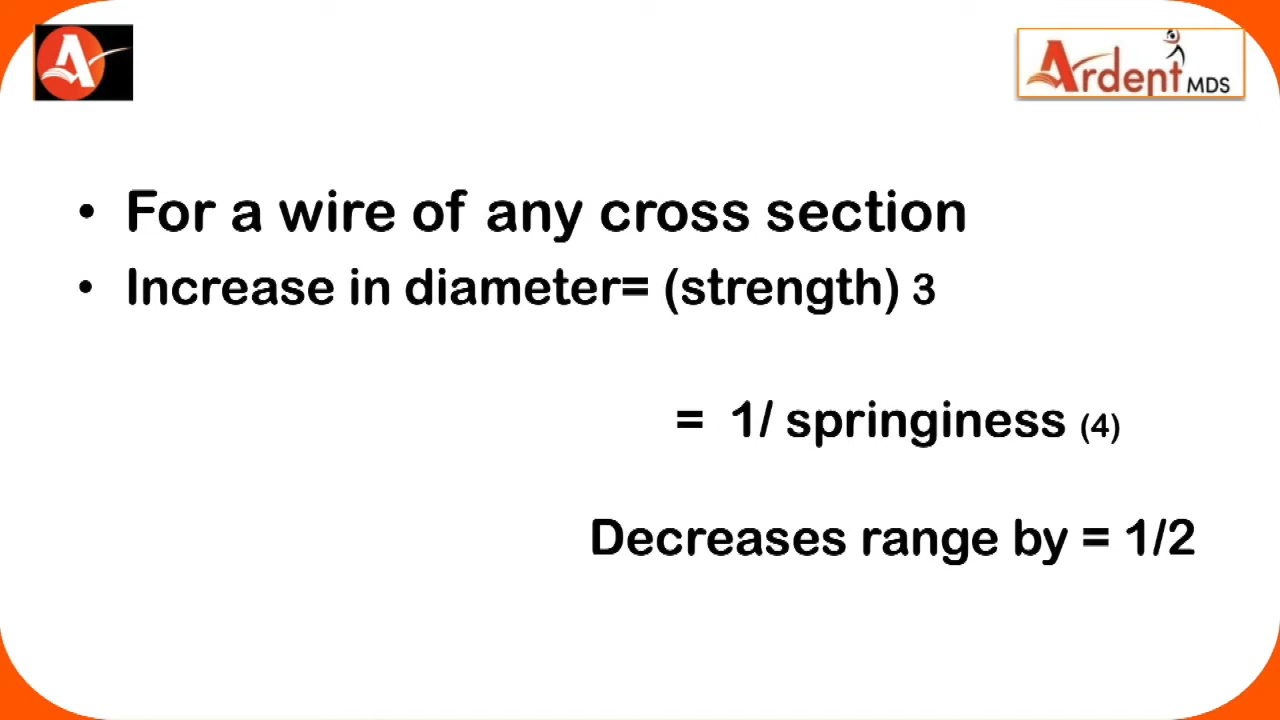 A
Ardent MDS
• For a wire of any cross section
• Increase in diameter= (strength) 3
= 1/ springiness (4)
Decreases range by = 1/2